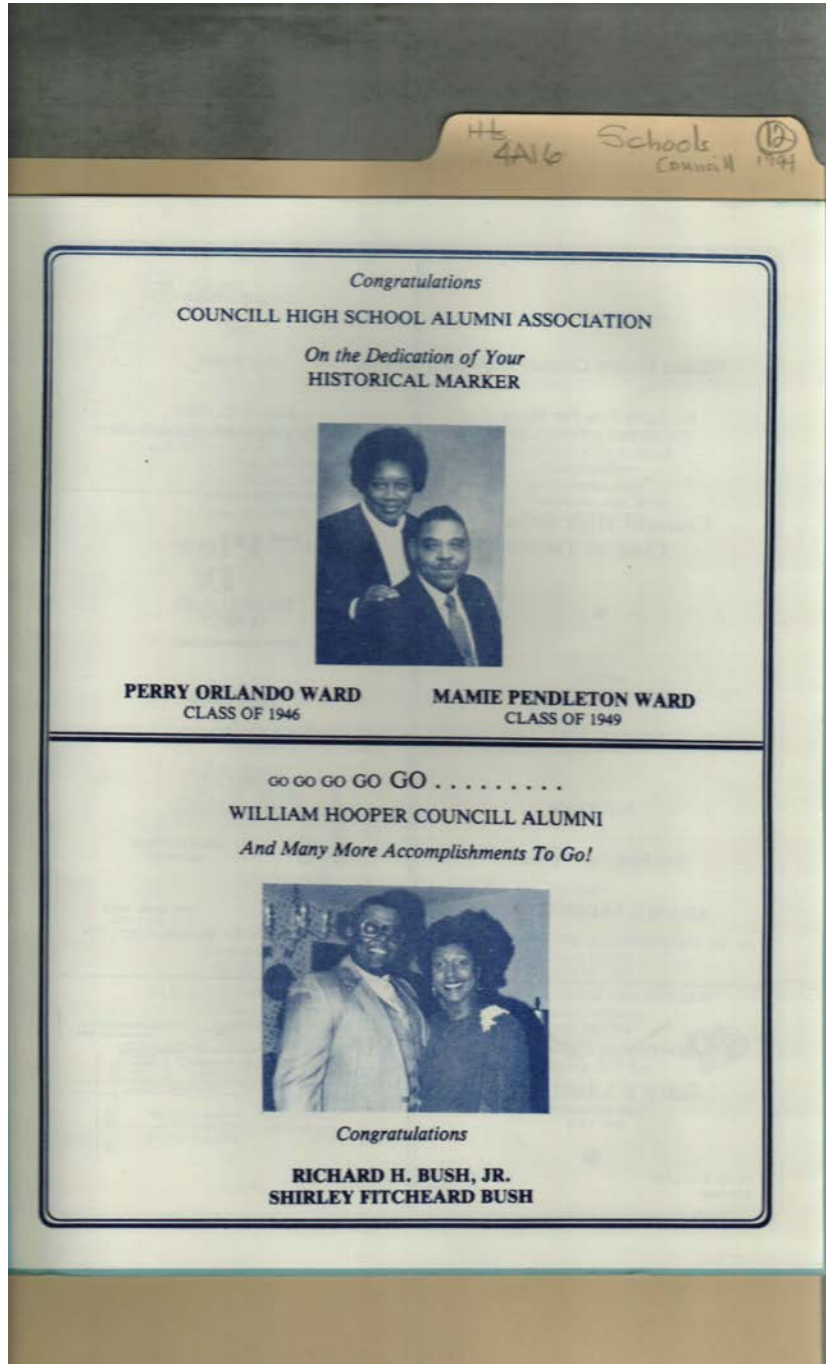 Hts Schools 12
4A16 Councill 1991
Congratulations
COUNCILL HIGH SCHOOL ALUMNI ASSOCIATION
On the Dedication of Your
HISTORICAL MARKER
PERRY ORLANDO WARD MAMIE PENDLETON WARD
CLASS OF 1946 CLASS OF 1949
GO GO GO GO GO . . . . . . . . .
WILLIAM HOOPER COUNCILL ALUMNI
And Many More Accomplishments To Go!
Congratulations
RICHARD H. BUSH, JR.
SHIRLEY FITCHEARD BUSH